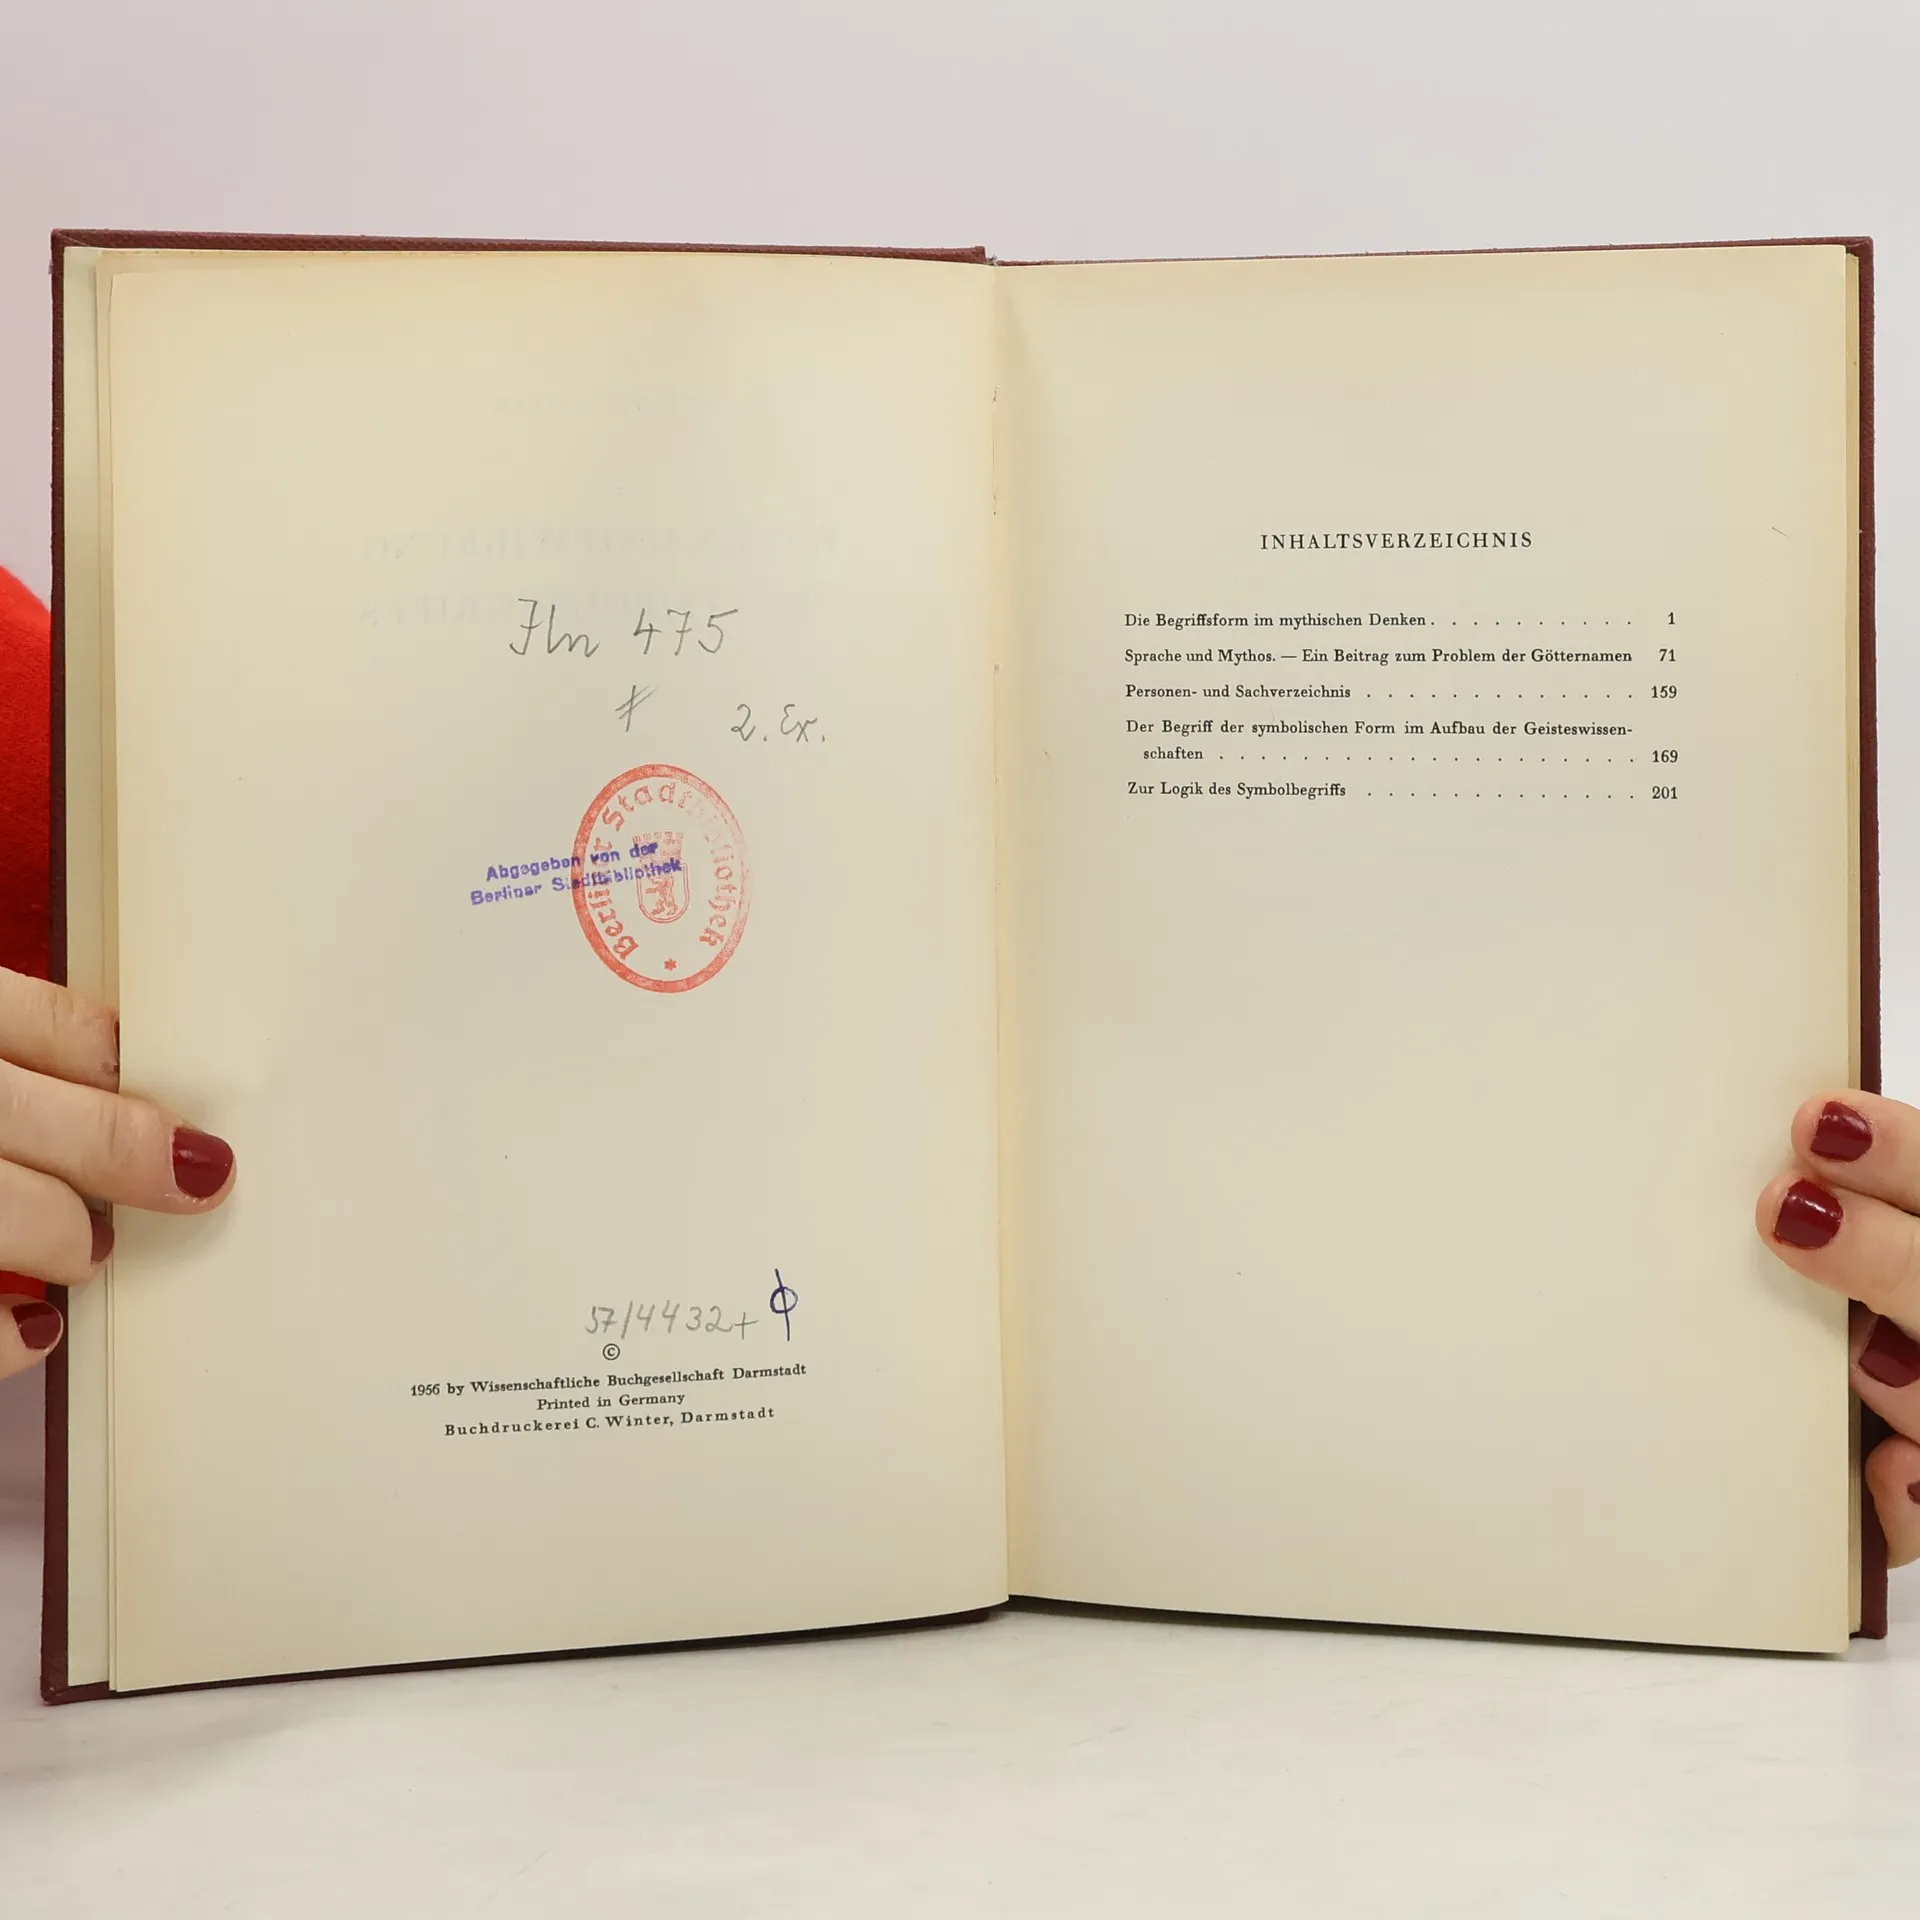 Jhn 475
2. Ex.
Berliner Stadtbibliothek
Abgegeben von der
Berliner Stadtbibliothek
57/4432+
©
1956 by Wissenschaftliche Buchgesellschaft Darmstadt
Printed in Germany
Buchdruckerei C. Winter, Darmstadt
INHALTSVERZEICHNIS
Die Begriffsform im mythischen Denken . . . . . . . . . . 1
Sprache und Mythos. — Ein Beitrag zum Problem der Götternamen 71
Personen- und Sachverzeichnis . . . . . . . . . . . . . 159
Der Begriff der symbolischen Form im Aufbau der Geisteswissen-
schaften . . . . . . . . . . . . . . . . . . . 169
Zur Logik des Symbolbegriffs . . . . . . . . . . . . . 201